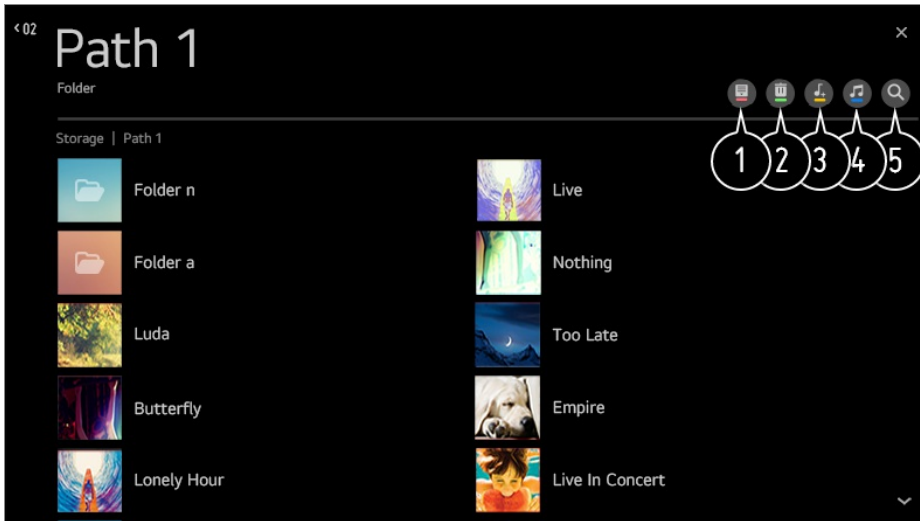 <02
Path 1
×
Folder
1 2 3 4 5
Storage | Path 1
Folder n
Live
Folder a
Nothing
Luda
Too Late
Butterfly
Empire
Lonely Hour
Live In Concert